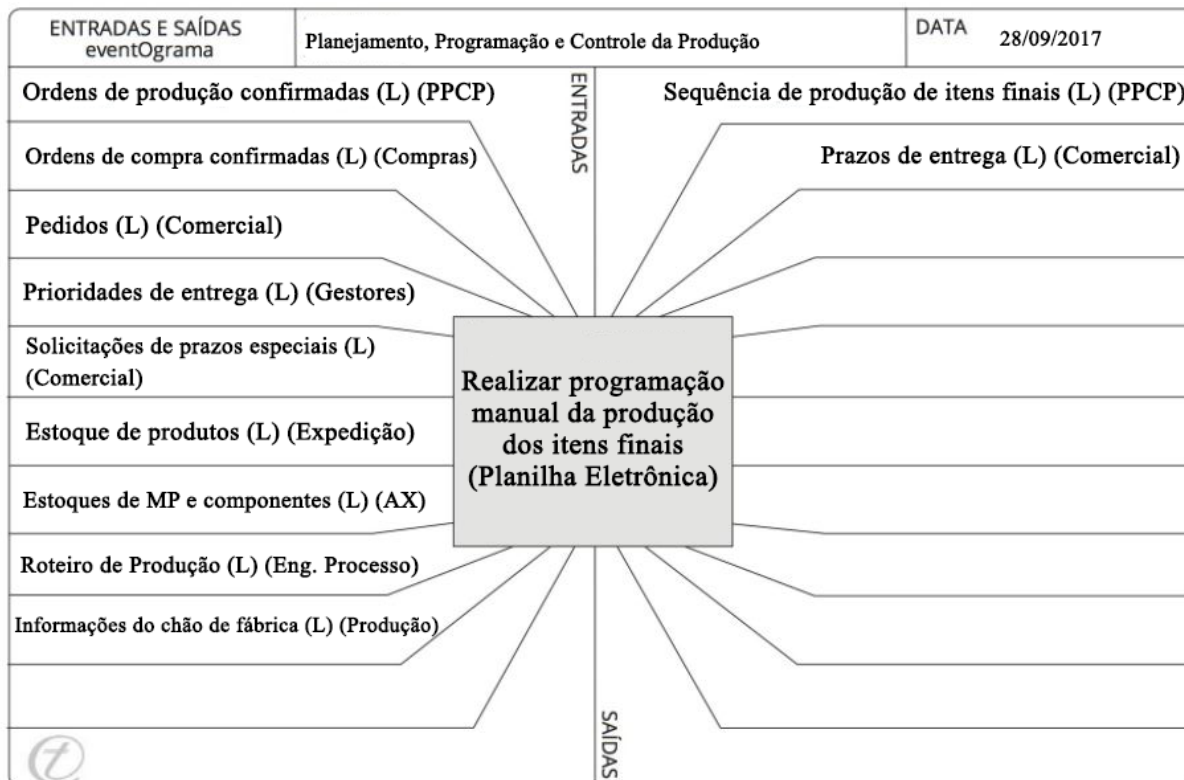 ENTRADAS E SAÍDAS
eventOgrama
Planejamento, Programação e Controle da Produção
DATA
28/09/2017
ENTRADAS
Ordens de produção confirmadas (L) (PPCP)
Ordens de compra confirmadas (L) (Compras)
Pedidos (L) (Comercial)
Prioridades de entrega (L) (Gestores)
Solicitações de prazos especiais (L)
(Comercial)
Estoque de produtos (L) (Expedição)
Estoques de MP e componentes (L) (AX)
Roteiro de Produção (L) (Eng. Processo)
Informações do chão de fábrica (L) (Produção)
Realizar programação
manual da produção
dos itens finais
(Planilha Eletrônica)
Sequência de produção de itens finais (L) (PPCP)
Prazos de entrega (L) (Comercial)
SAÍDAS